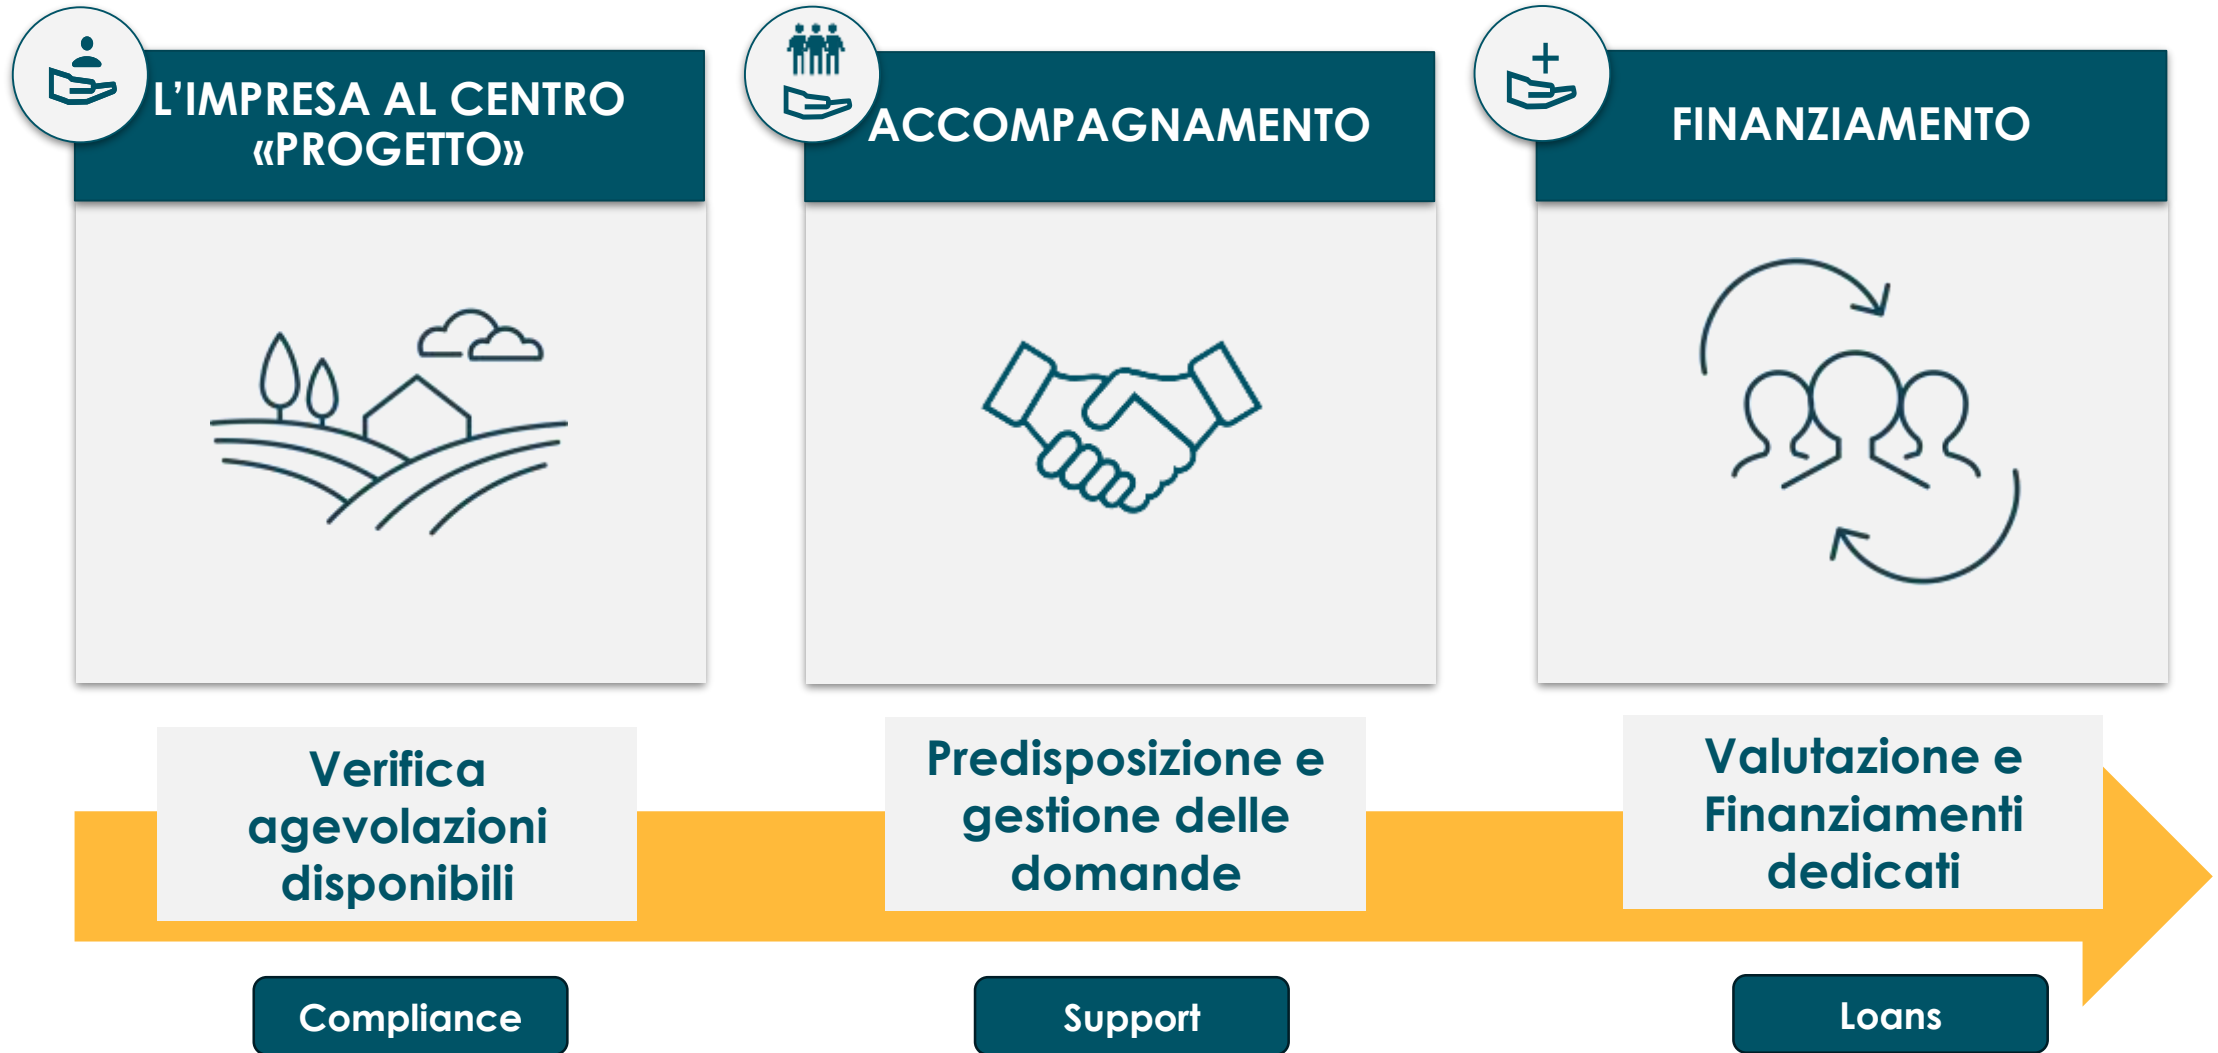 L'IMPRESA AL CENTRO
«PROGETTO»
ACCOMPAGNAMENTO
FINANZIAMENTO
Verifica
agevolazioni
disponibili
Predisposizione e
gestione delle
domande
Valutazione e
Finanziamenti
dedicati
Compliance
Support
Loans